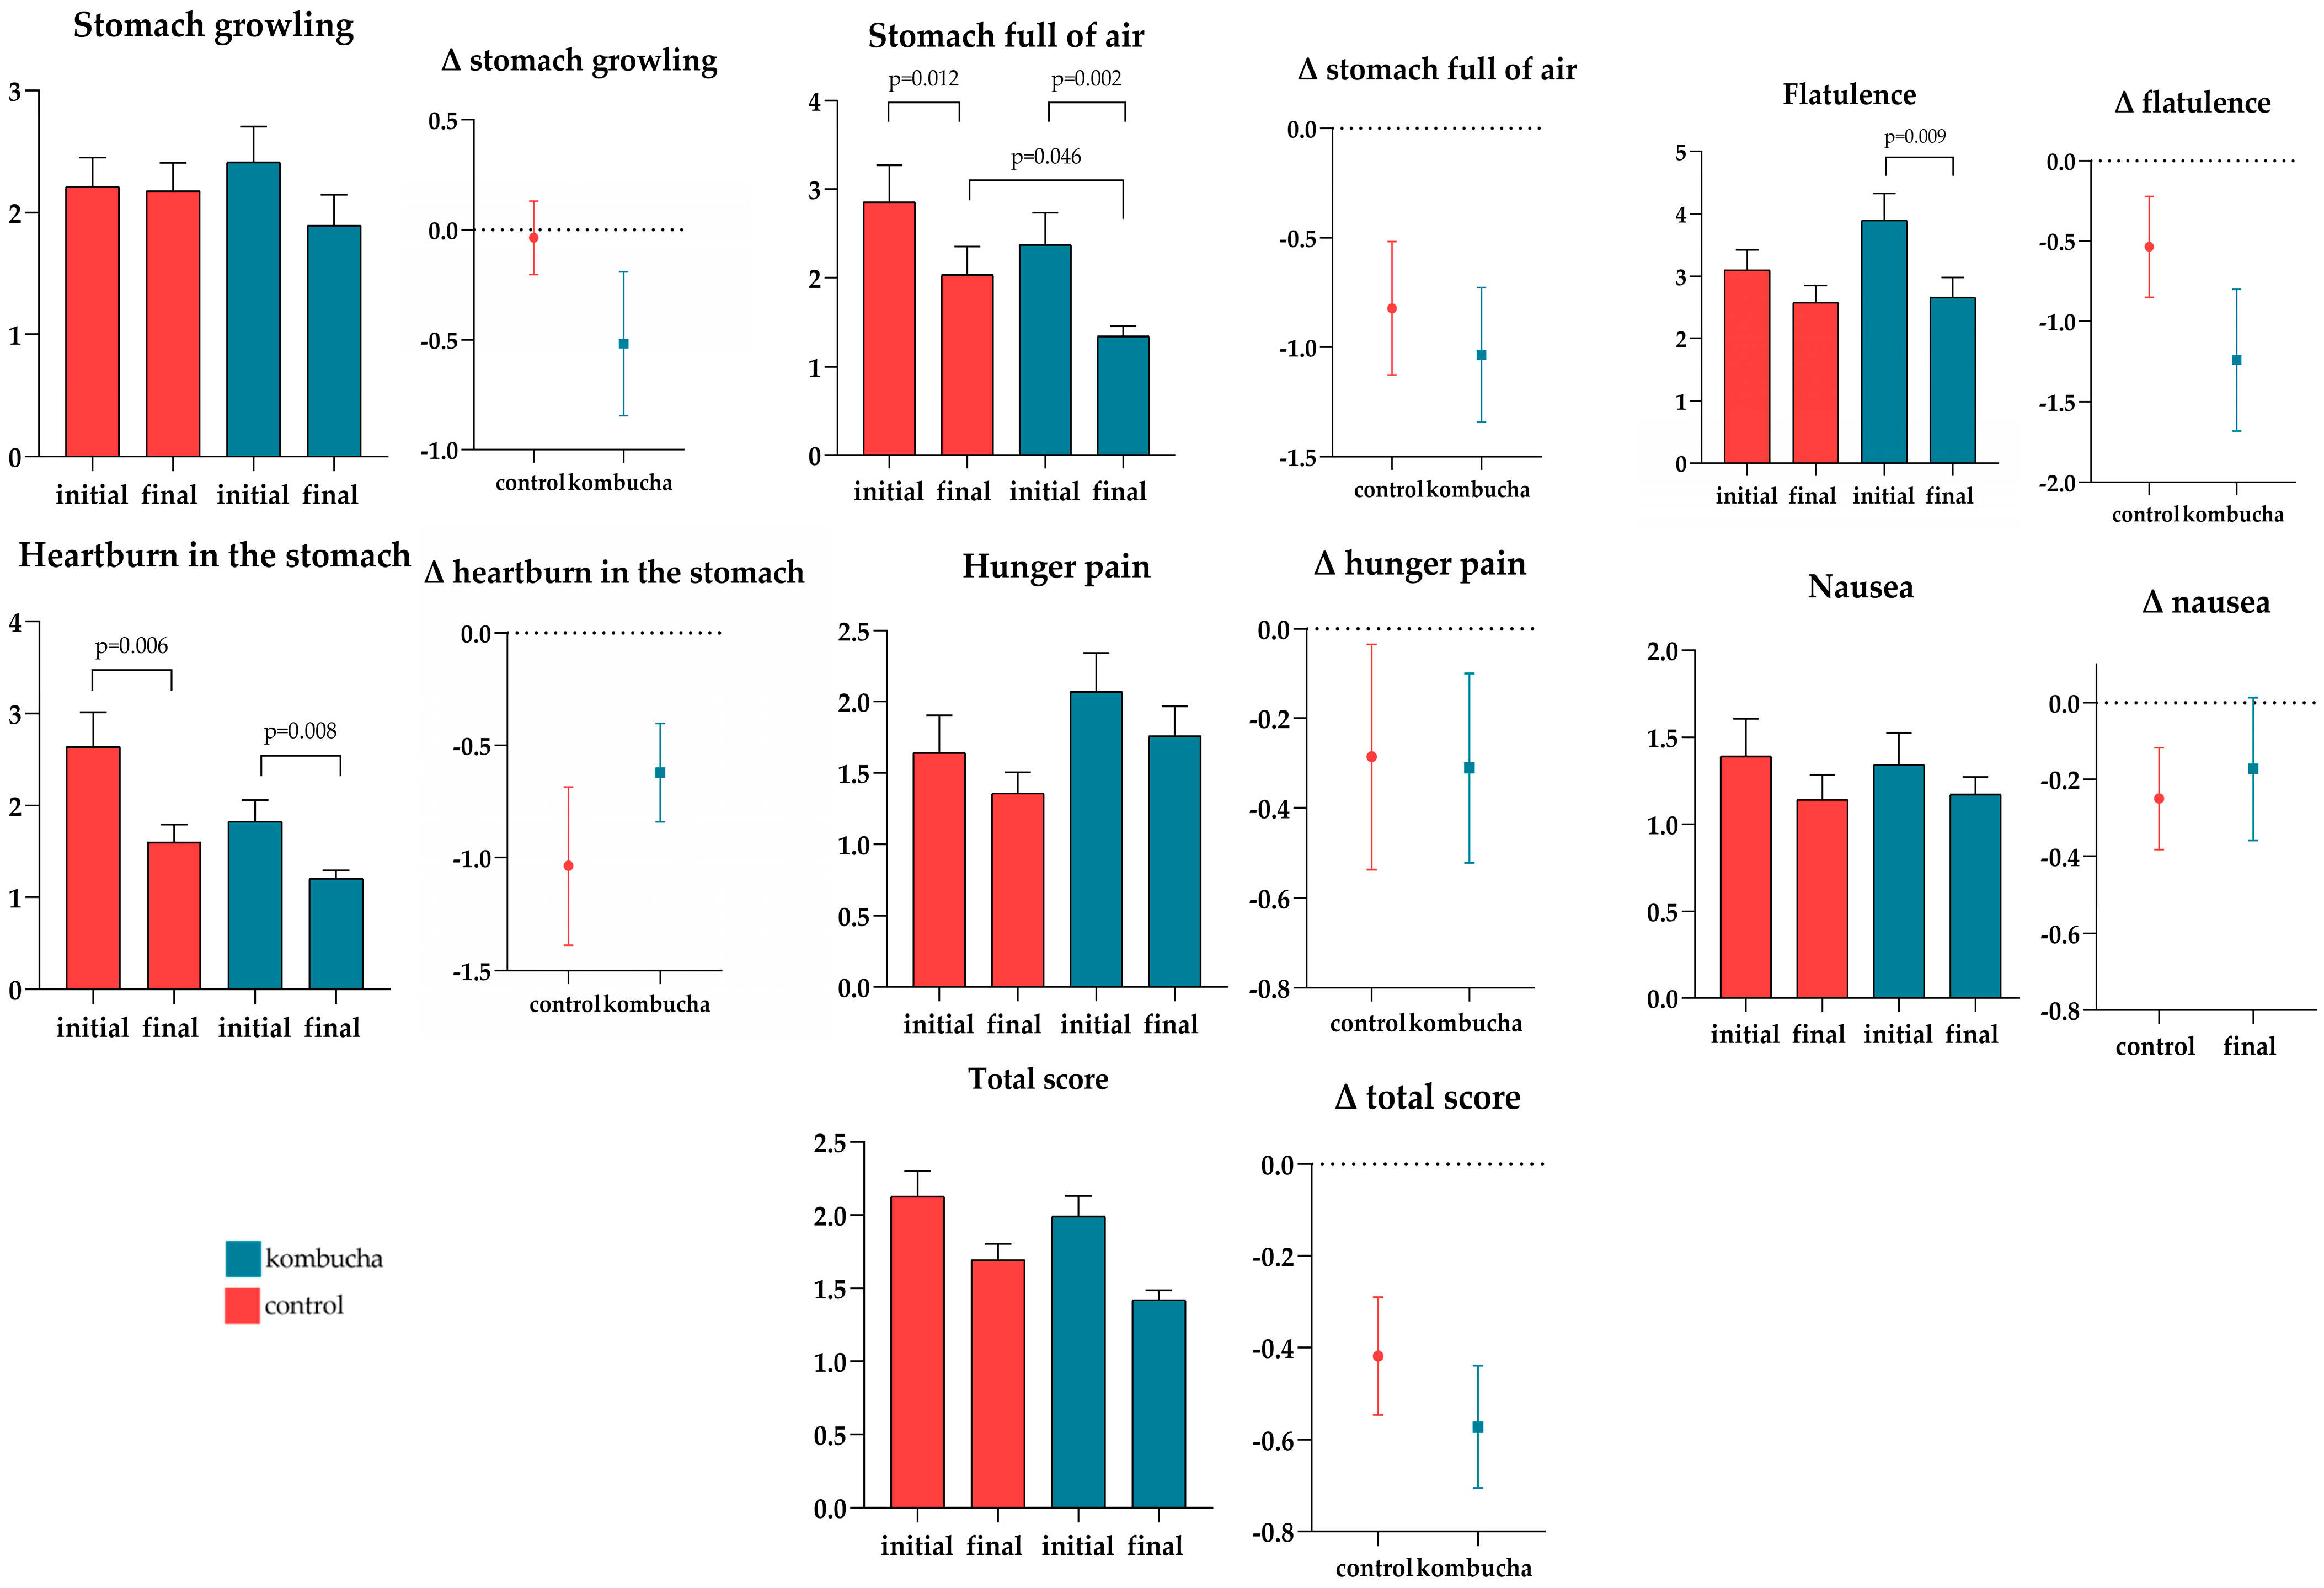 Stomach growling
3
2
1
0
initial final initial final
Δ stomach growling
0.5
0.0
-0.5
-1.0
control kombucha
Stomach full of air
p=0.012 p=0.002
p=0.046
4
3
2
1
0
initial final initial final
Δ stomach full of air
0.0
-0.5
-1.0
-1.5
control kombucha
Flatulence
p=0.009
5
4
3
2
1
0
initial final initial final
Δ flatulence
0.0
-0.5
-1.0
-1.5
-2.0
control kombucha
Heartburn in the stomach
p=0.006
p=0.008
4
3
2
1
0
initial final initial final
Δ heartburn in the stomach
0.0
-0.5
-1.0
-1.5
control kombucha
Hunger pain
2.5
2.0
1.5
1.0
0.5
0.0
initial final initial final
Δ hunger pain
0.0
-0.2
-0.4
-0.6
-0.8
control kombucha
Nausea
2.0
1.5
1.0
0.5
0.0
initial final initial final
Δ nausea
0.0
-0.2
-0.4
-0.6
-0.8
control final
kombucha
control
Total score
2.5
2.0
1.5
1.0
0.5
0.0
initial final initial final
Δ total score
0.0
-0.2
-0.4
-0.6
-0.8
control kombucha